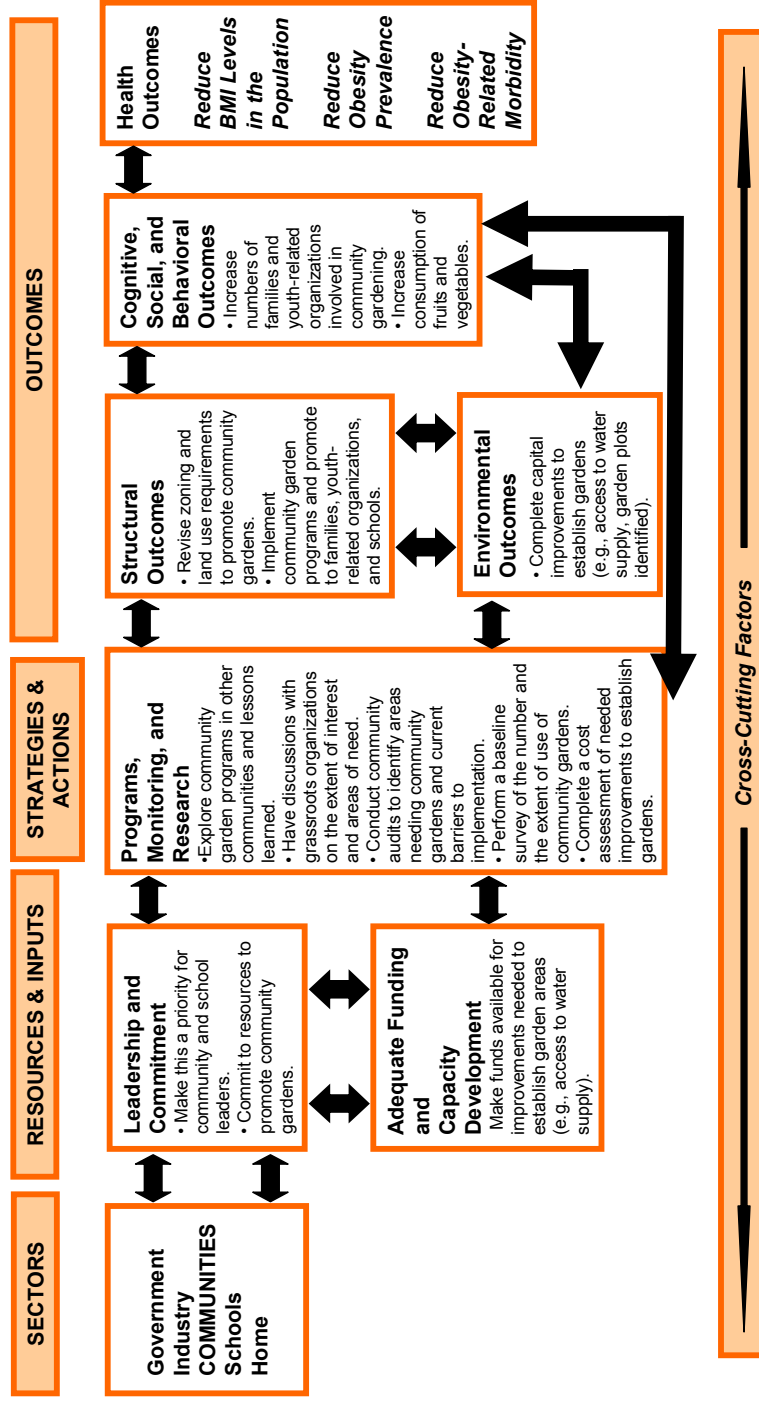 SECTORS
RESOURCES & INPUTS
STRATEGIES &
ACTIONS
OUTCOMES
Government
Industry
COMMUNITIES
Schools
Home
Leadership and
Commitment
• Make this a priority for
community and school
leaders.
• Commit to resources to
promote community
gardens.
Adequate Funding
and
Capacity
Development
Make funds available for
improvements needed to
establish garden areas
(e.g., access to water
supply).
Programs,
Monitoring, and
Research
•Explore community
garden programs in other
communities and lessons
learned.
• Have discussions with
grassroots organizations
on the extent of interest
and areas of need.
• Conduct community
audits to identify areas
needing community
gardens and current
barriers to
implementation.
• Perform a baseline
survey of the number and
the extent of use of
community gardens.
• Complete a cost
assessment of needed
improvements to establish
gardens.
Structural
Outcomes
• Revise zoning and
land use requirements
to promote community
gardens.
• Implement
community garden
programs and promote
to families, youth-
related organizations,
and schools.
Environmental
Outcomes
• Complete capital
improvements to
establish gardens
(e.g., access to water
supply, garden plots
identified).
Cognitive,
Social, and
Behavioral
Outcomes
• Increase
numbers of
families and
youth-related
organizations
involved in
community
gardening.
• Increase
consumption of
fruits and
vegetables.
Health
Outcomes
Reduce
BMI Levels
in the
Population
Reduce
Obesity
Prevalence
Reduce
Obesity-
Related
Morbidity
Cross-Cutting Factors